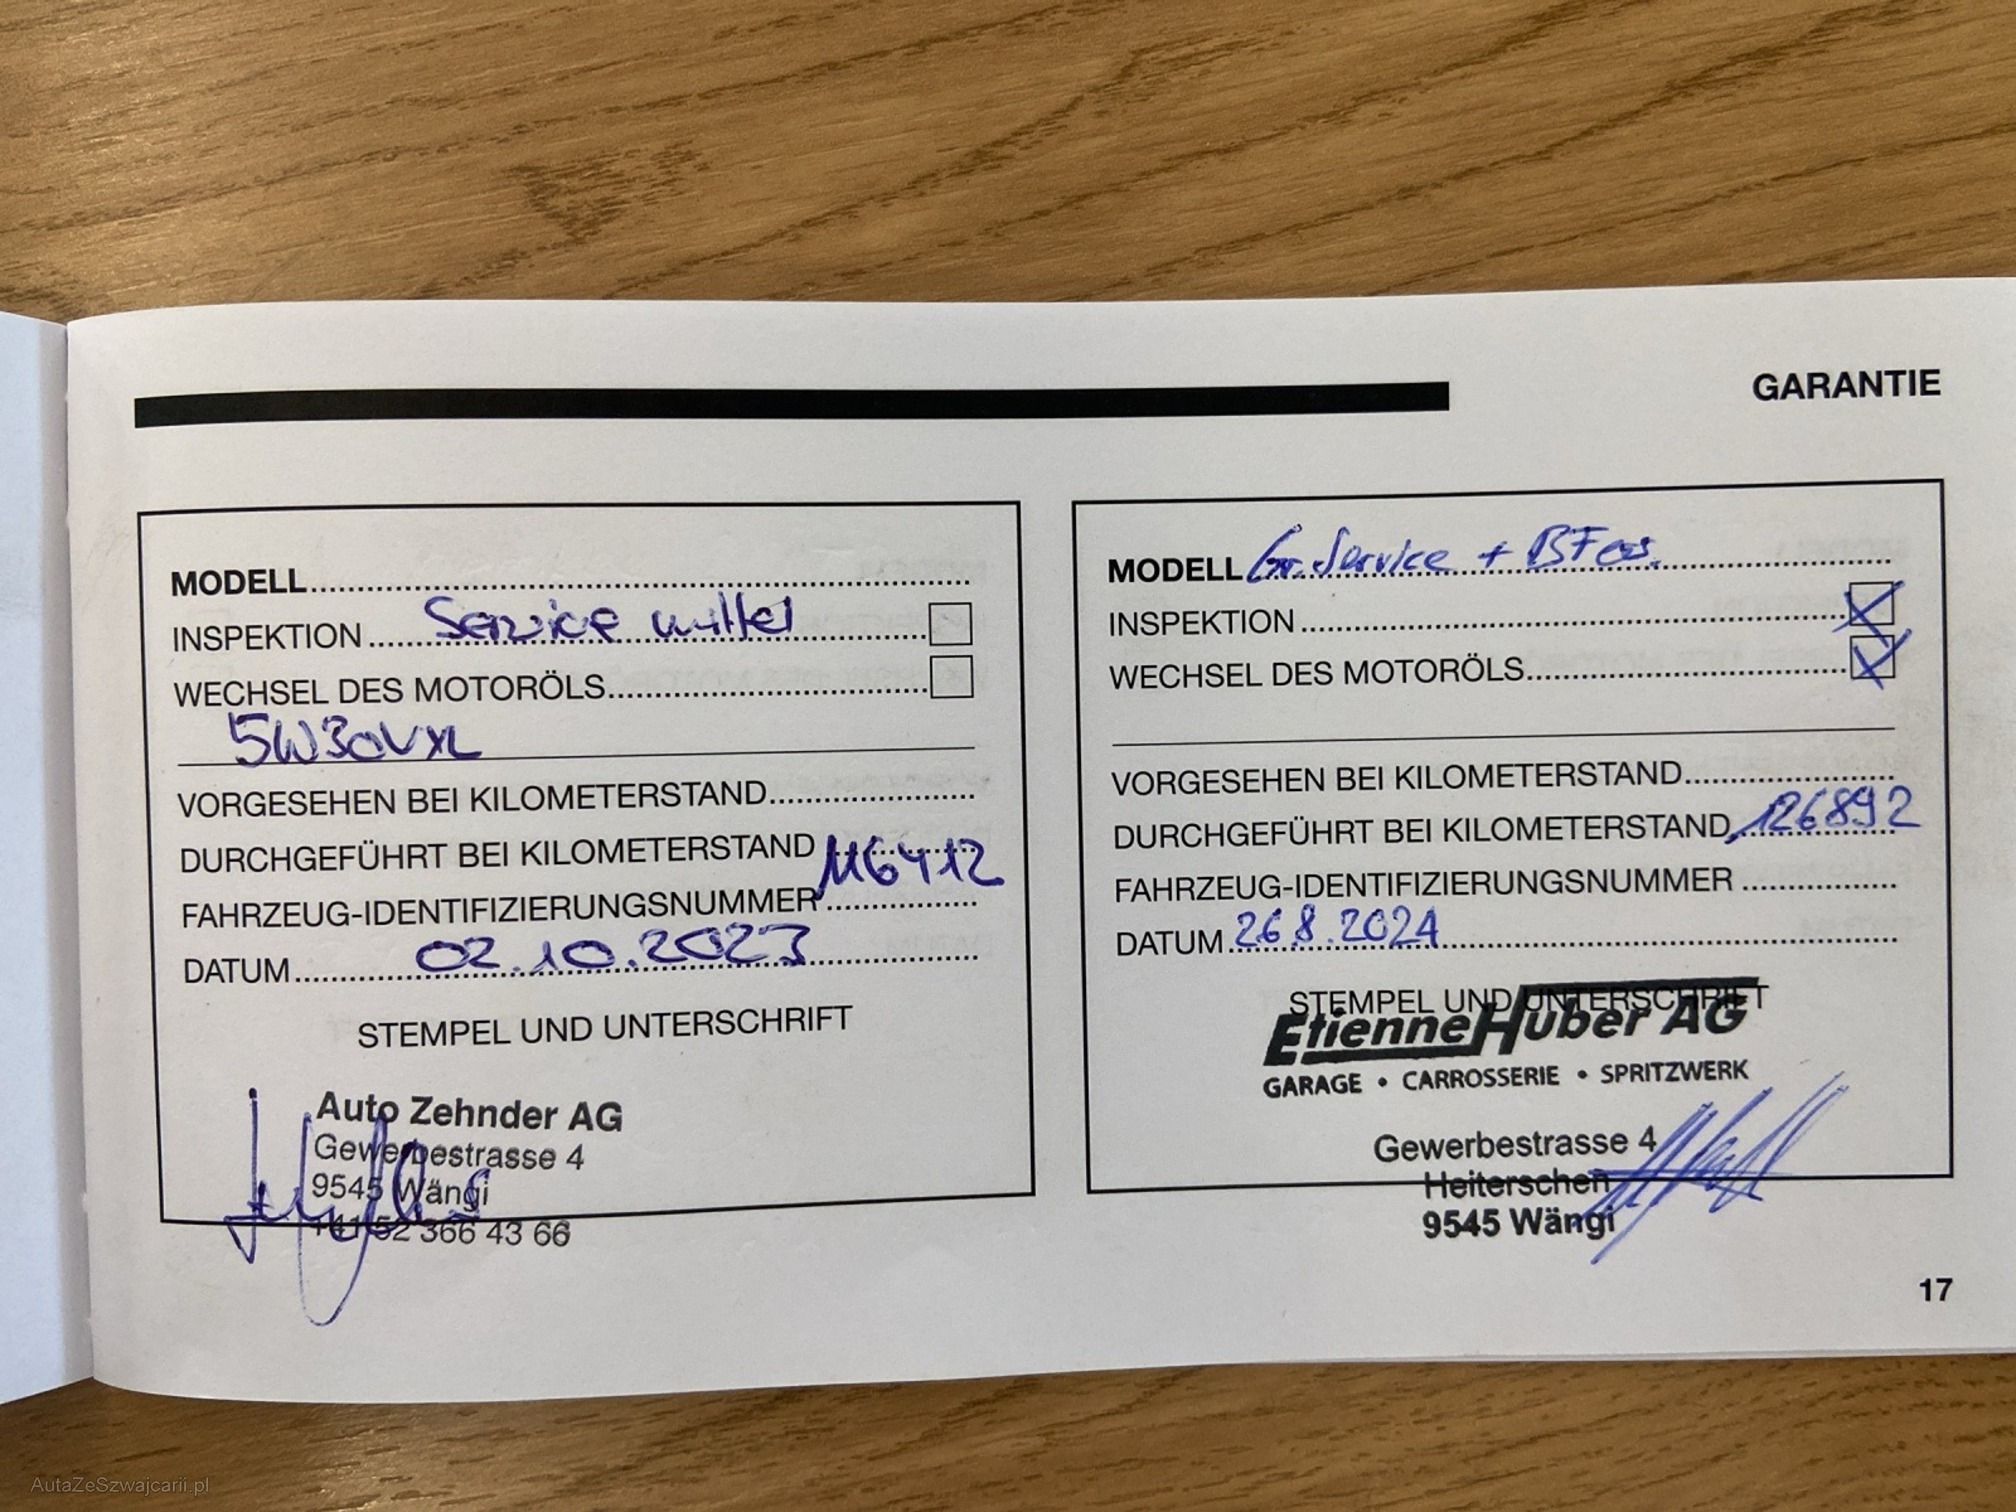 GARANTIE
MODELL
INSPEKTION Service mittel
WECHSEL DES MOTORÖLS
5W30VXL
VORGESEHEN BEI KILOMETERSTAND
DURCHGEFÜHRT BEI KILOMETERSTAND 116412
FAHRZEUG-IDENTIFIZIERUNGSNUMMER
DATUM 02.10.2023
STEMPEL UND UNTERSCHRIFT
Auto Zehnder AG
Gewerbestrasse 4
9545 Wängi
+41 52 366 43 66
MODELL Gr. Service + BF
INSPEKTION
WECHSEL DES MOTORÖLS
VORGESEHEN BEI KILOMETERSTAND
DURCHGEFÜHRT BEI KILOMETERSTAND 126892
FAHRZEUG-IDENTIFIZIERUNGSNUMMER
DATUM 26.8.2024
STEMPEL UND UNTERSCHRIFT
Etienne Huber AG
GARAGE • CARROSSERIE • SPRITZWERK
Gewerbestrasse 4
Heiterschen
9545 Wängi
17
AutaZeSzwajcarii.pl